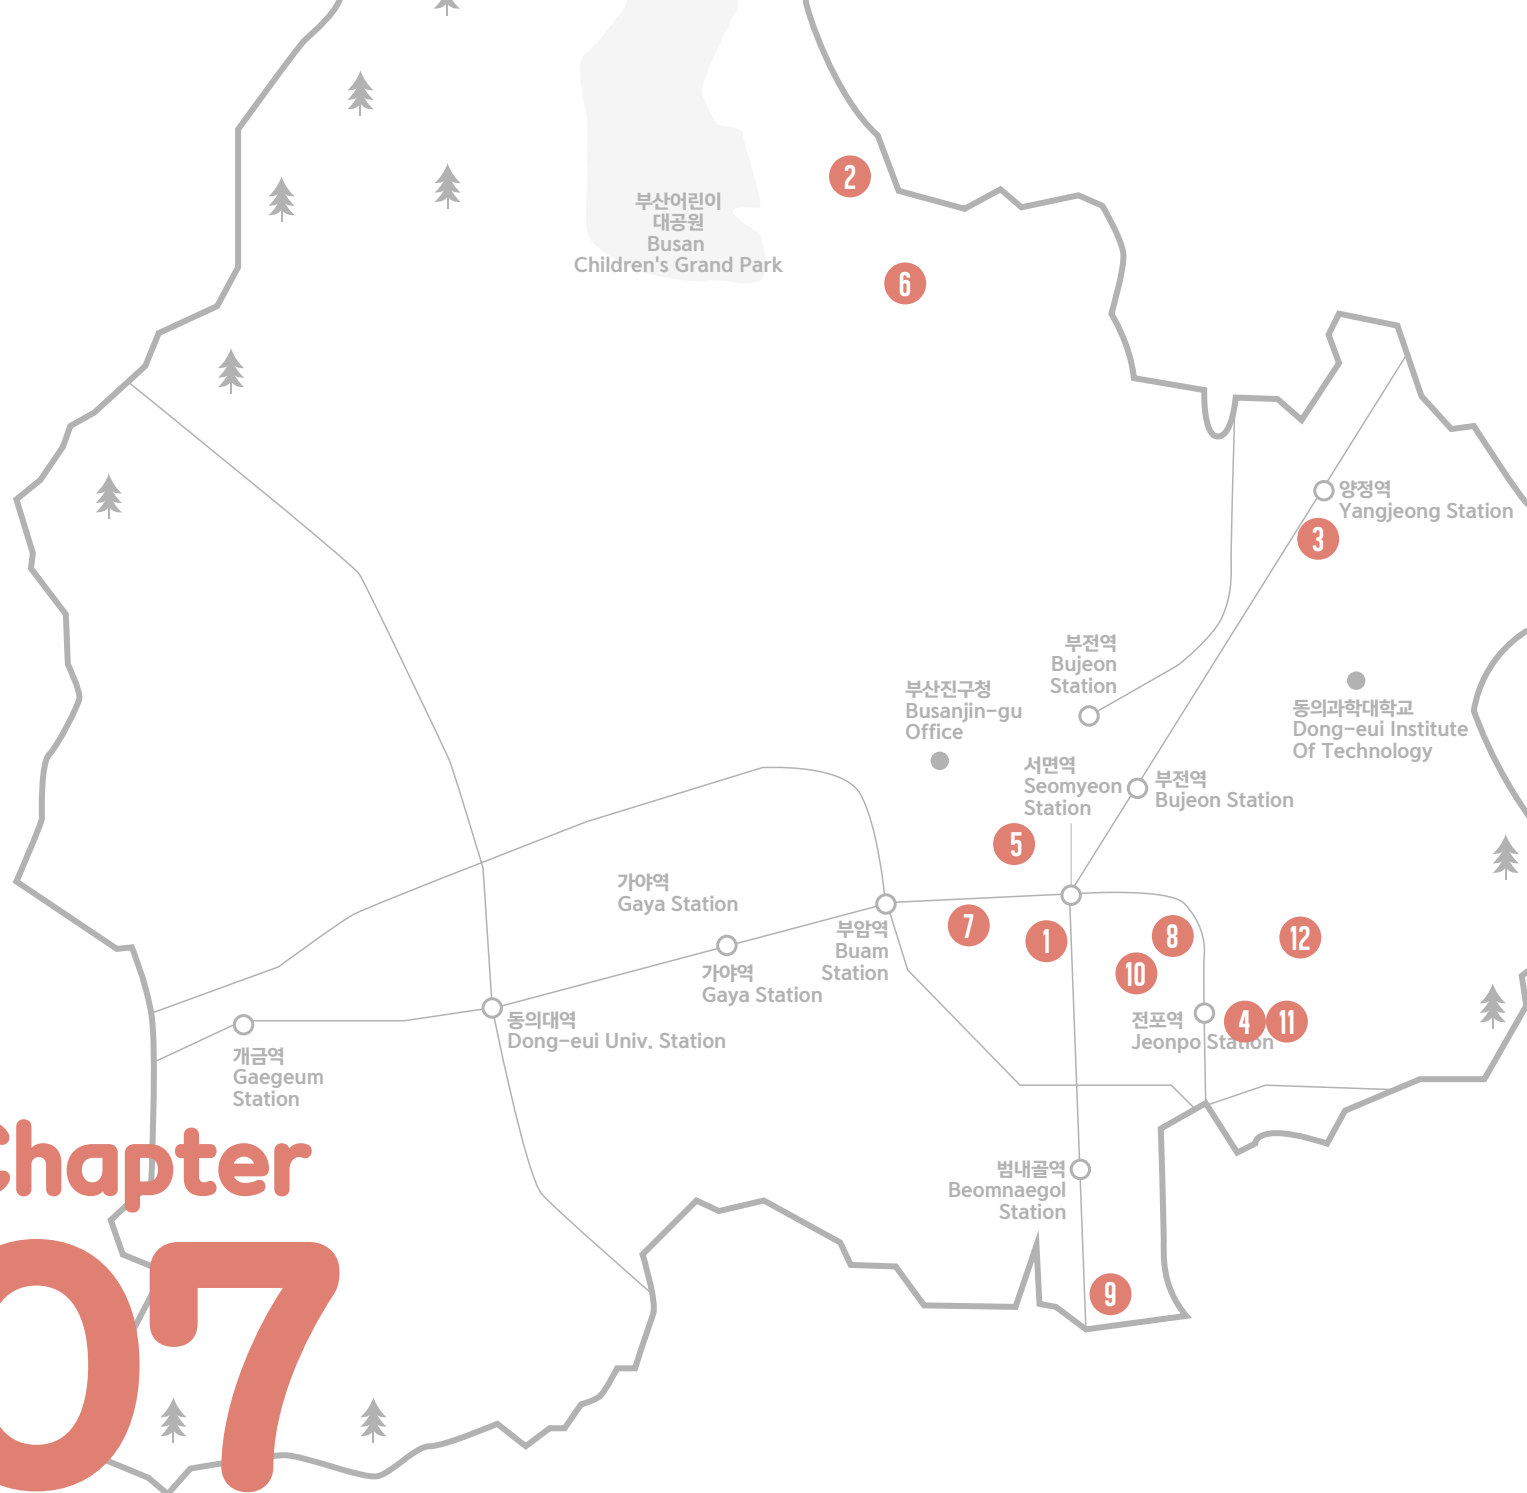 2
부산어린이
대공원
Busan
Children's Grand Park
6
양정역
Yangjeong Station
3
부전역
Bujeon
Station
부산진구청
Busanjin-gu
Office
동의과학대학교
Dong-eui Institute
Of Technology
서면역
Seomyeon
Station
부전역
Bujeon Station
5
가야역
Gaya Station
7
1
8
12
부암역
Buam
Station
10
가야역
Gaya Station
동의대역
Dong-eui Univ. Station
전포역
Jeonpo Station
4
11
개금역
Gaegeum
Station
Chapter
07
범내골역
Beomnaegol
Station
9